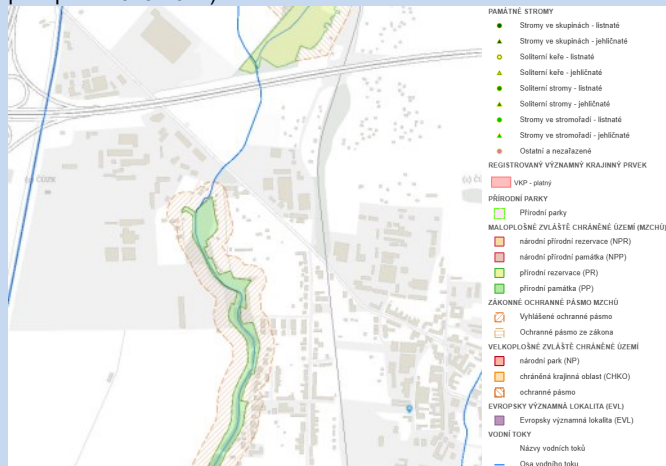 PAMÁTNÉ STROMY
Stromy ve skupinách - listnaté
Stromy ve skupinách - jehličnaté
Soliterní keře - listnaté
Soliterní keře - jehličnaté
Soliterní stromy - listnaté
Soliterní stromy - jehličnaté
Stromy ve stromořadí - listnaté
Stromy ve stromořadí - jehličnaté
Ostatní a nezařazené
REGISTROVANÝ VÝZNAMNÝ KRAJINNÝ PRVEK
VKP - platný
PŘÍRODNÍ PARKY
Přírodní parky
MALOPLOŠNÉ ZVLÁŠTĚ CHRÁNĚNÉ ÚZEMÍ (MZCHÚ)
národní přírodní rezervace (NPR)
národní přírodní památka (NPP)
přírodní rezervace (PR)
přírodní památka (PP)
ZÁKONNÉ OCHRANNÉ PÁSMO MZCHÚ
Vyhlášené ochranné pásmo
Ochranné pásmo ze zákona
VELKOPLOŠNÉ ZVLÁŠTĚ CHRÁNĚNÉ ÚZEMÍ
národní park (NP)
chráněná krajinná oblast (CHKO)
ochranné pásmo
EVROPSKY VÝZNAMNÁ LOKALITA (EVL)
Evropsky významná lokalita (EVL)
VODNÍ TOKY
Názvy vodních toků
Osa vodního toku
(c) ČÚZK